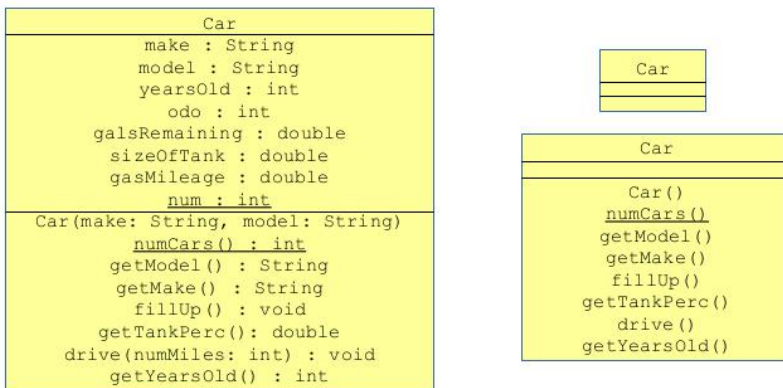 Car
make : String
model : String
yearsOld : int
odo : int
galsRemaining : double
sizeOfTank : double
gasMileage : double
num : int
Car(make: String, model: String)
numCars() : int
getModel() : String
getMake() : String
fillUp() : void
getTankPerc(): double
drive(numMiles: int) : void
getYearsOld() : int
Car
Car
Car()
numCars()
getModel()
getMake()
fillUp()
getTankPerc()
drive()
getYearsOld()